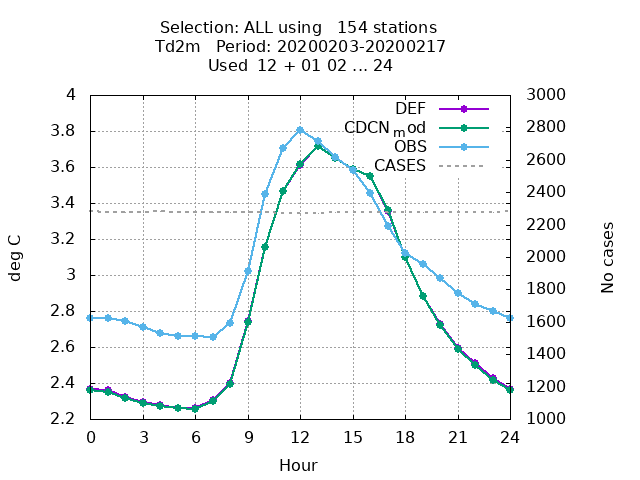 Selection: ALL using   154 stations
Td2m   Period: 20200203-20200217
Used  12 + 01 02 ... 24
4
3.8
3.6
3.4
3.2
3
2.8
2.6
2.4
2.2
3000
2800
2600
2400
2200
2000
1800
1600
1400
1200
1000
DEF
CDCN_mod
OBS
CASES
deg C
No cases
0 3 6 9 12 15 18 21 24
Hour